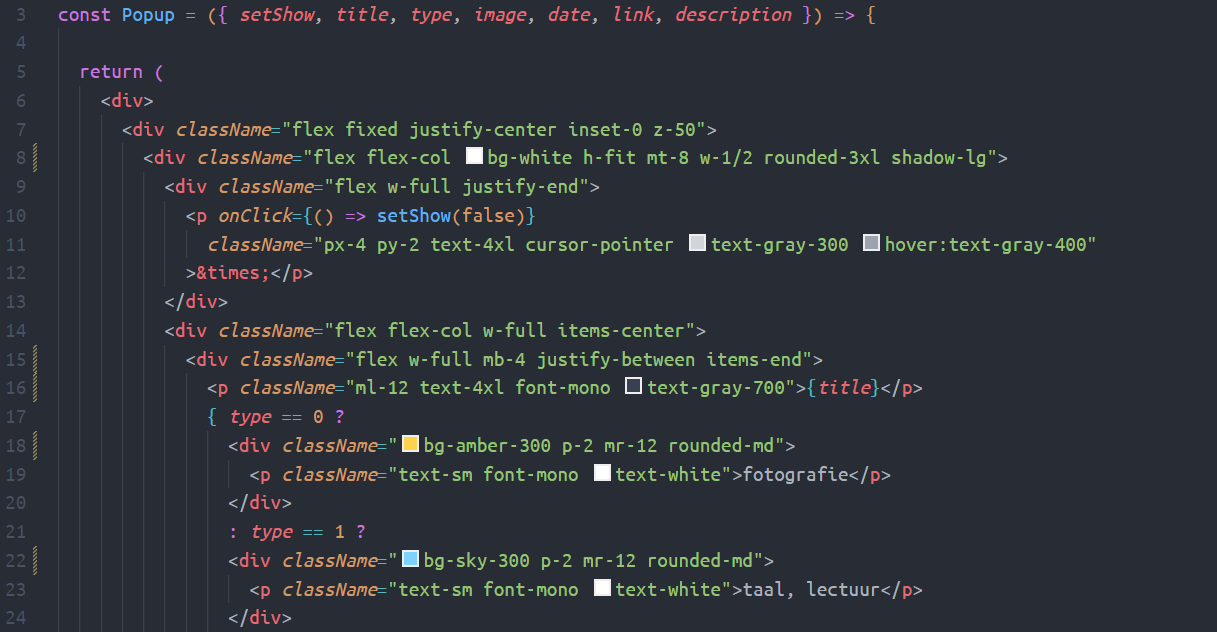 3 const Popup = ({ setShow, title, type, image, date, link, description }) => {
4
5 return (
6 <div>
7 <div className="flex fixed justify-center inset-0 z-50">
8 <div className="flex flex-col bg-white h-fit mt-8 w-1/2 rounded-3xl shadow-lg">
9 <div className="flex w-full justify-end">
10 <p onClick={() => setShow(false)}
11 className="px-4 py-2 text-4xl cursor-pointer text-gray-300 hover:text-gray-400"
12 >&times;</p>
13 </div>
14 <div className="flex flex-col w-full items-center">
15 <div className="flex w-full mb-4 justify-between items-end">
16 <p className="ml-12 text-4xl font-mono text-gray-700">{title}</p>
17 { type == 0 ?
18 <div className="bg-amber-300 p-2 mr-12 rounded-md">
19 <p className="text-sm font-mono text-white">fotografie</p>
20 </div>
21 : type == 1 ?
22 <div className="bg-sky-300 p-2 mr-12 rounded-md">
23 <p className="text-sm font-mono text-white">taal, lectuur</p>
24 </div>